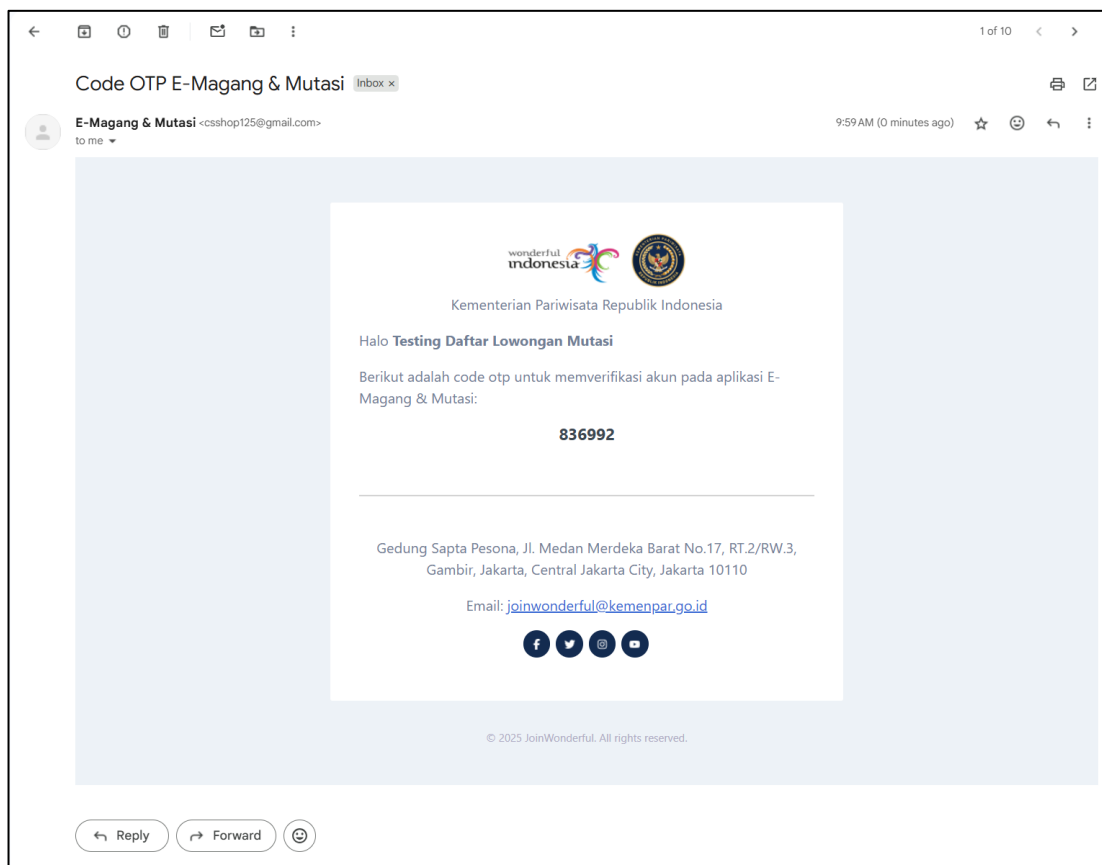 1 of 10
Code OTP E-Magang & Mutasi Inbox ×
E-Magang & Mutasi <csshop125@gmail.com> 9:59 AM (0 minutes ago)
to me
wonderful
indonesia
Kementerian Pariwisata Republik Indonesia
Halo Testing Daftar Lowongan Mutasi
Berikut adalah code otp untuk memverifikasi akun pada aplikasi E-
Magang & Mutasi:
836992
Gedung Sapta Pesona, Jl. Medan Merdeka Barat No.17, RT.2/RW.3,
Gambir, Jakarta, Central Jakarta City, Jakarta 10110
Email: joinwonderful@kemenpar.go.id
© 2025 JoinWonderful. All rights reserved.
Reply Forward